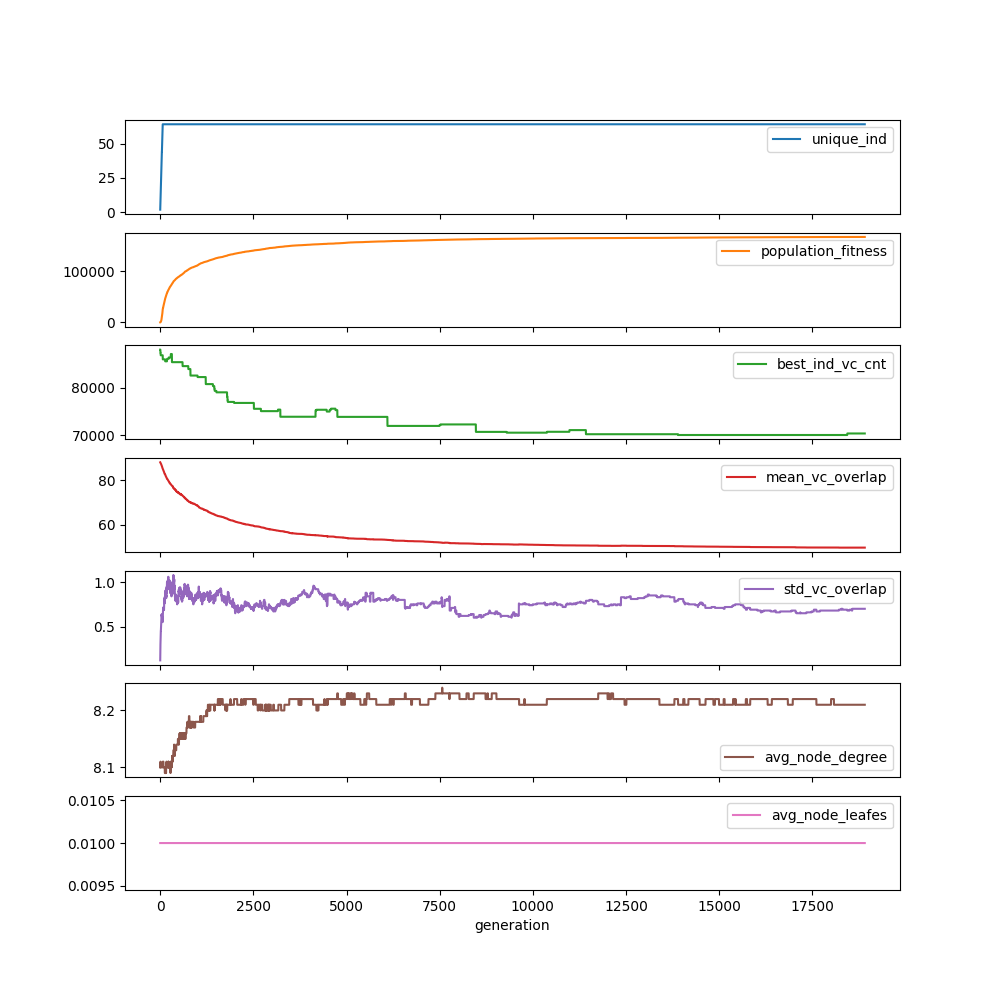 50
25
0
unique_ind
100000
0
population_fitness
80000
70000
best_ind_vc_cnt
80
60
mean_vc_overlap
1.0
0.5
std_vc_overlap
8.2
8.1
avg_node_degree
0.0105
0.0100
0.0095
avg_node_leafes
0 2500 5000 7500 10000 12500 15000 17500
generation